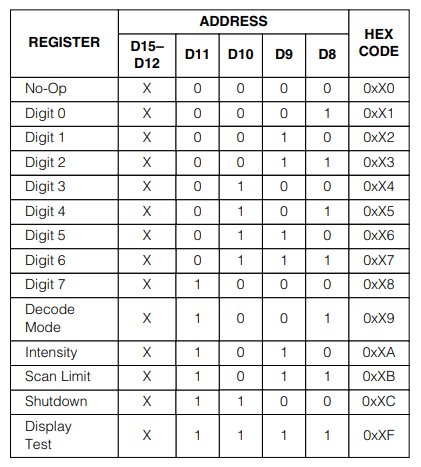 REGISTER ADDRESS HEX CODE
D15–D12 D11 D10 D9 D8
No-Op X 0 0 0 0 0xX0
Digit 0 X 0 0 0 1 0xX1
Digit 1 X 0 0 1 0 0xX2
Digit 2 X 0 0 1 1 0xX3
Digit 3 X 0 1 0 0 0xX4
Digit 4 X 0 1 0 1 0xX5
Digit 5 X 0 1 1 0 0xX6
Digit 6 X 0 1 1 1 0xX7
Digit 7 X 1 0 0 0 0xX8
Decode Mode X 1 0 0 1 0xX9
Intensity X 1 0 1 0 0xXA
Scan Limit X 1 0 1 1 0xXB
Shutdown X 1 1 0 0 0xXC
Display Test X 1 1 1 1 0xXF